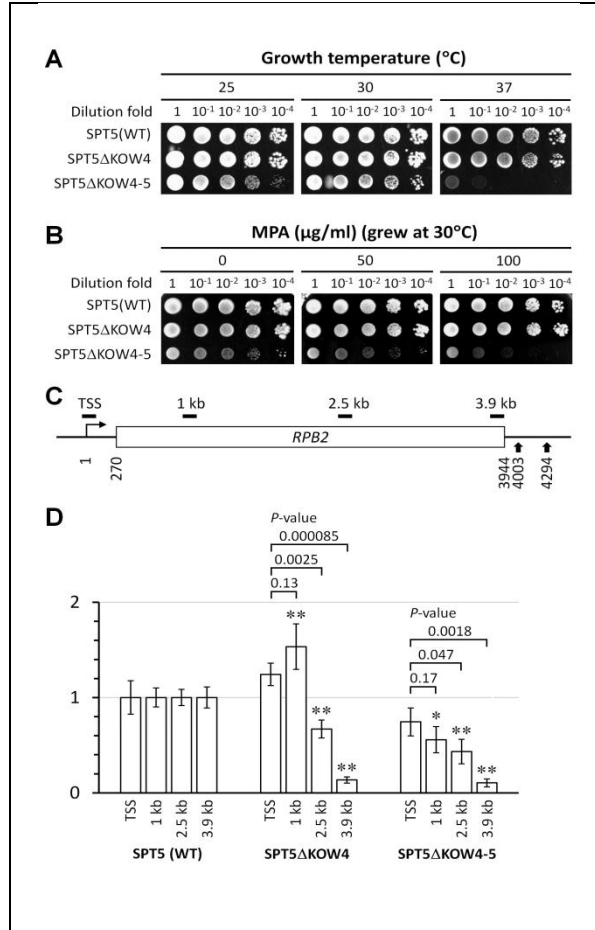 A
Growth temperature (°C)
25 30 37
Dilution fold 1 10⁻¹ 10⁻² 10⁻³ 10⁻⁴ 1 10⁻¹ 10⁻² 10⁻³ 10⁻⁴ 1 10⁻¹ 10⁻² 10⁻³ 10⁻⁴
SPT5(WT)
SPT5ΔKOW4
SPT5ΔKOW4-5
B
MPA (µg/ml) (grew at 30°C)
0 50 100
Dilution fold 1 10⁻¹ 10⁻² 10⁻³ 10⁻⁴ 1 10⁻¹ 10⁻² 10⁻³ 10⁻⁴ 1 10⁻¹ 10⁻² 10⁻³ 10⁻⁴
SPT5(WT)
SPT5ΔKOW4
SPT5ΔKOW4-5
C
TSS 1 kb 2.5 kb 3.9 kb
RPB2
1 270 3944 4003 4294
D
P-value
0.000085
0.0025
0.13
P-value
0.0018
0.047
0.17
2
1
0
** ** **
* ** **
TSS 1 kb 2.5 kb 3.9 kb TSS 1 kb 2.5 kb 3.9 kb TSS 1 kb 2.5 kb 3.9 kb
SPT5 (WT) SPT5ΔKOW4 SPT5ΔKOW4-5